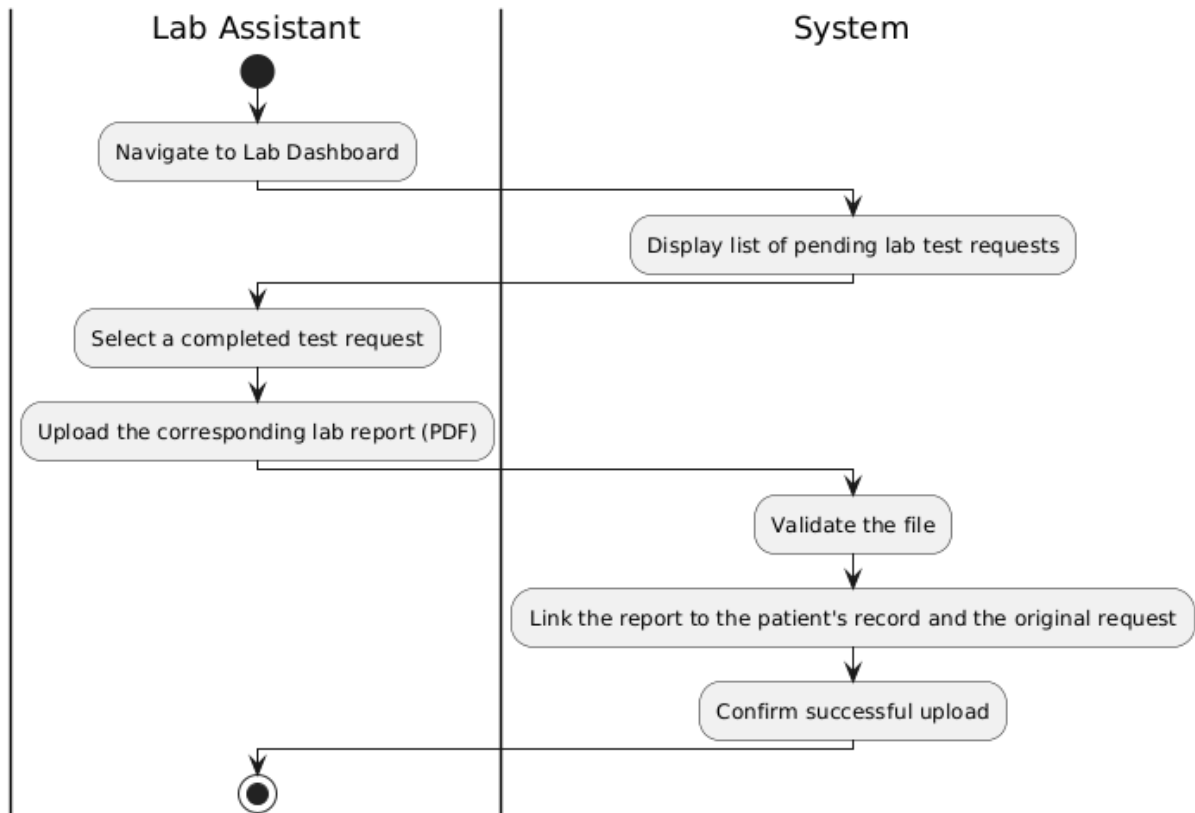 Lab Assistant
System
Navigate to Lab Dashboard
Display list of pending lab test requests
Select a completed test request
Upload the corresponding lab report (PDF)
Validate the file
Link the report to the patient's record and the original request
Confirm successful upload